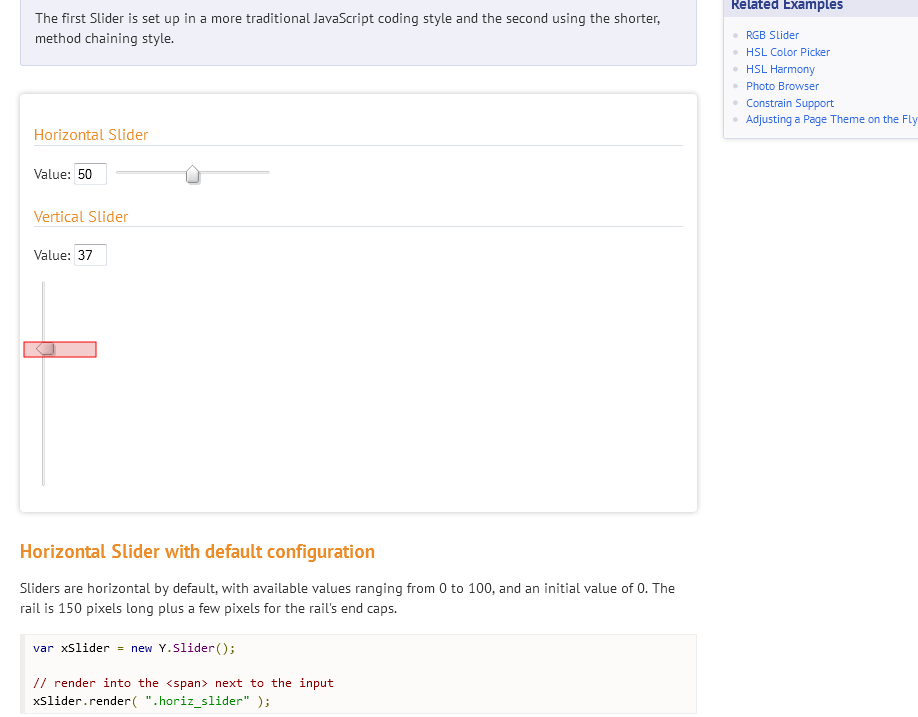 The first Slider is set up in a more traditional JavaScript coding style and the second using the shorter,
method chaining style.
Related Examples
RGB Slider
HSL Color Picker
HSL Harmony
Photo Browser
Constrain Support
Adjusting a Page Theme on the Fly
Horizontal Slider
Value: 50
Vertical Slider
Value: 37
Horizontal Slider with default configuration
Sliders are horizontal by default, with available values ranging from 0 to 100, and an initial value of 0. The
rail is 150 pixels long plus a few pixels for the rail's end caps.
var xSlider = new Y.Slider();
// render into the <span> next to the input
xSlider.render( ".horiz_slider" );